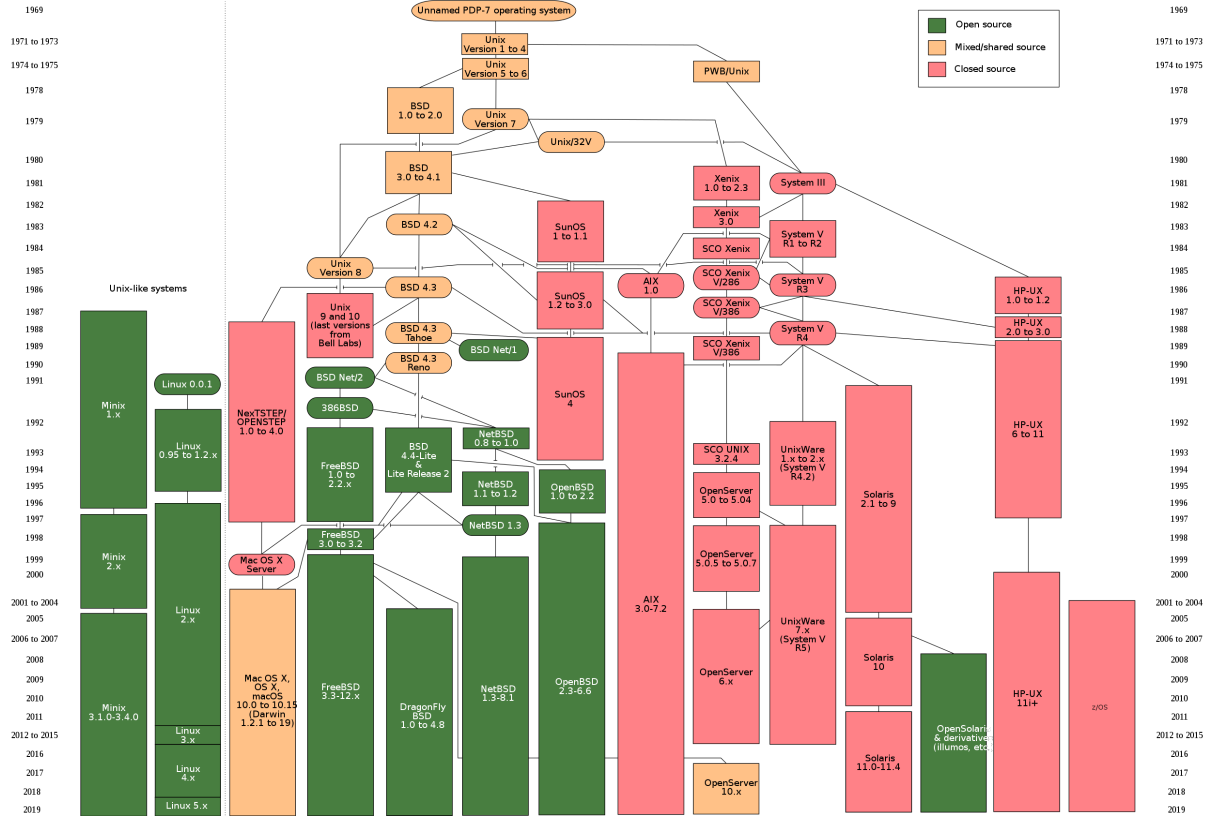 1969
1971 to 1973
1974 to 1975
1978
1979
1980
1981
1982
1983
1984
1985
1986
1987
1988
1989
1990
1991
1992
1993
1994
1995
1996
1997
1998
1999
2000
2001 to 2004
2005
2006 to 2007
2008
2009
2010
2011
2012 to 2015
2016
2017
2018
2019
Unix-like systems
Minix
1.x
Minix
2.x
Minix
3.1.0-3.4.0
Linux 0.0.1
Linux
0.95 to 1.2.x
Linux
2.x
Linux
3.x
Linux
4.x
Linux 5.x
Unnamed PDP-7 operating system
Unix
Version 1 to 4
Unix
Version 5 to 6
PWB/Unix
BSD
1.0 to 2.0
Unix
Version 7
Unix/32V
BSD
3.0 to 4.1
Xenix
1.0 to 2.3
System III
Xenix
3.0
SunOS
1 to 1.1
BSD 4.2
System V
R1 to R2
SCO Xenix
Unix
Version 8
SCO Xenix
V/286
AIX
1.0
System V
R3
BSD 4.3
SunOS
1.2 to 3.0
HP-UX
1.0 to 1.2
SCO Xenix
V/386
Unix
9 and 10
(last versions
from
Bell Labs)
HP-UX
2.0 to 3.0
BSD 4.3
Tahoe
System V
R4
BSD Net/1
SCO Xenix
V/386
BSD 4.3
Reno
BSD Net/2
SunOS
4
386BSD
NeXTSTEP/
OPENSTEP
1.0 to 4.0
HP-UX
6 to 11
NetBSD
0.8 to 1.0
BSD
4.4-Lite
&
Lite Release 2
SCO UNIX
3.2.4
UnixWare
1.x to 2.x
(System V
R4.2)
FreeBSD
1.0 to
2.2.x
NetBSD
1.1 to 1.2
OpenBSD
1.0 to 2.2
OpenServer
5.0 to 5.04
Solaris
2.1 to 9
NetBSD 1.3
FreeBSD
3.0 to 3.2
OpenServer
5.0.5 to 5.0.7
Mac OS X
Server
AIX
3.0-7.2
UnixWare
7.x
(System V
R5)
Solaris
10
OpenServer
6.x
Mac OS X,
OS X,
macOS
10.0 to 10.15
(Darwin
1.2.1 to 19)
FreeBSD
3.3-12.x
DragonFly
BSD
1.0 to 4.8
NetBSD
1.3-8.1
OpenBSD
2.3-6.6
HP-UX
11i+
z/OS
OpenSolaris
& derivatives
(illumos, etc.)
Solaris
11.0-11.4
OpenServer
10.x
Open source
Mixed/shared source
Closed source
1969
1971 to 1973
1974 to 1975
1978
1979
1980
1981
1982
1983
1984
1985
1986
1987
1988
1989
1990
1991
1992
1993
1994
1995
1996
1997
1998
1999
2000
2001 to 2004
2005
2006 to 2007
2008
2009
2010
2011
2012 to 2015
2016
2017
2018
2019